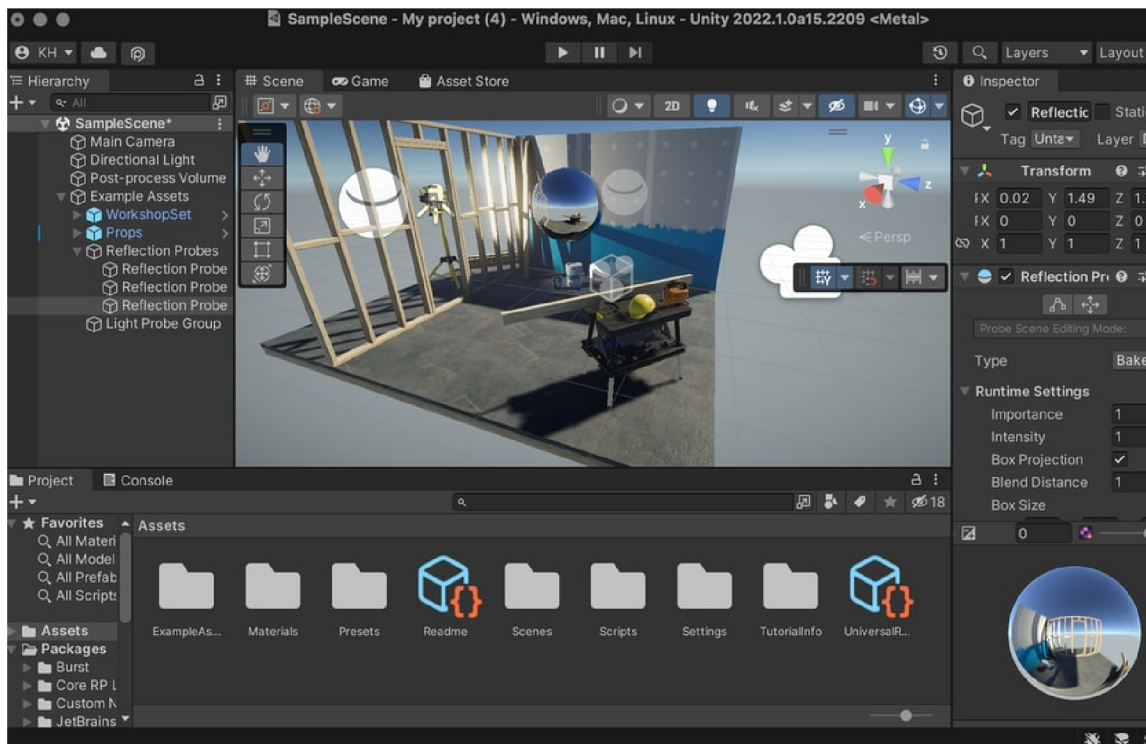 SampleScene - My project (4) - Windows, Mac, Linux - Unity 2022.1.0a15.2209 <Metal>
KH
Layers
Layout
Hierarchy
Scene
Game
Asset Store
Inspector
All
2D
SampleScene*
Main Camera
Directional Light
Post-process Volume
Example Assets
WorkshopSet
Props
Reflection Probes
Reflection Probe
Reflection Probe
Reflection Probe
Light Probe Group
y
z
x
Persp
Reflectic
Stati
Tag Unta
Layer
Transform
X 0.02 Y 1.49 Z 1.
X 0 Y 0 Z 0
X 1 Y 1 Z 1
Reflection Pr
Probe Scene Editing Mode:
Type Bake
Runtime Settings
Importance 1
Intensity 1
Box Projection
Blend Distance 1
Box Size
0
Project
Console
18
Favorites
All Materi
All Model
All Prefab
All Scripts
Assets
Packages
Burst
Core RP L
Custom N
JetBrains
Assets
ExampleAs...
Materials
Presets
Readme
Scenes
Scripts
Settings
TutorialInfo
UniversalR...